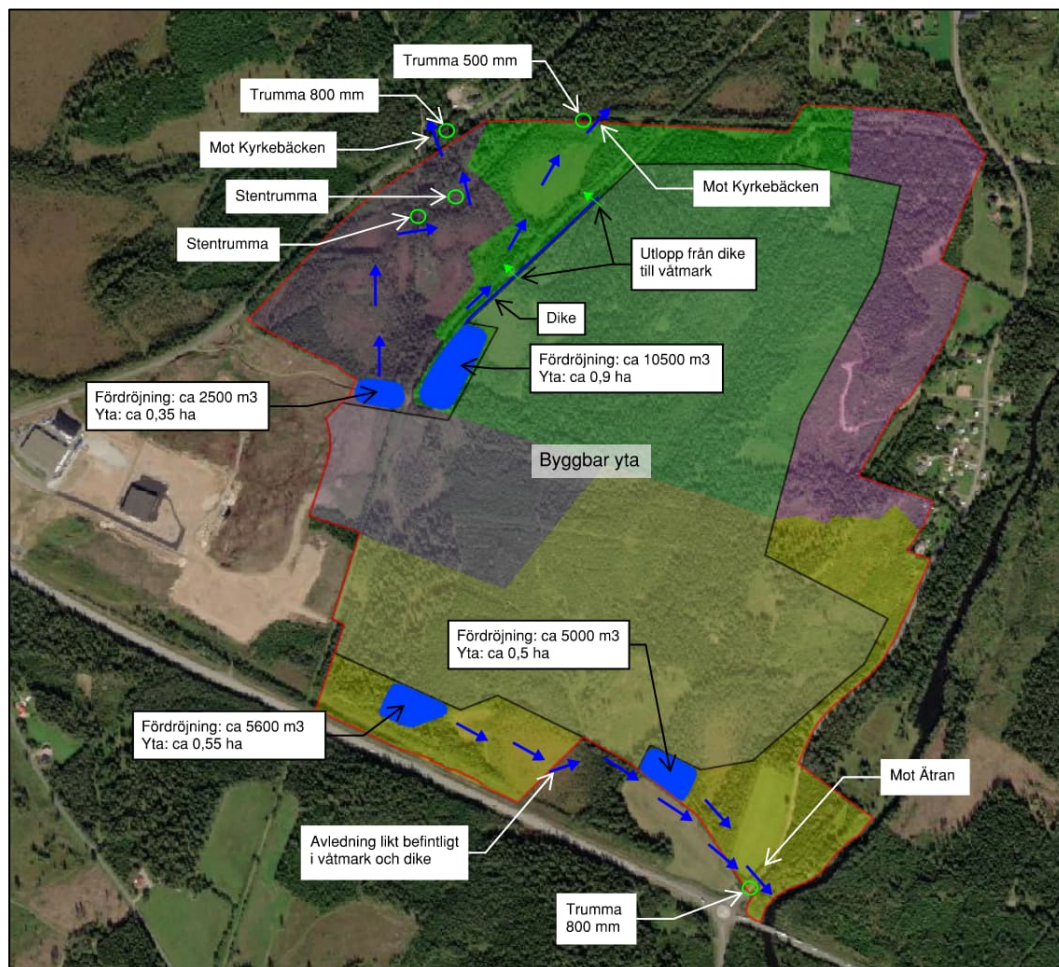 Trumma 500 mm
Trumma 800 mm
Mot Kyrkebäcken
Mot Kyrkebäcken
Stentrumma
Stentrumma
Utlopp från dike
till våtmark
Dike
Fördröjning: ca 10500 m3
Yta: ca 0,9 ha
Fördröjning: ca 2500 m3
Yta: ca 0,35 ha
Byggbar yta
Fördröjning: ca 5000 m3
Yta: ca 0,5 ha
Fördröjning: ca 5600 m3
Yta: ca 0,55 ha
Mot Ätran
Avledning likt befintligt
i våtmark och dike
Trumma
800 mm